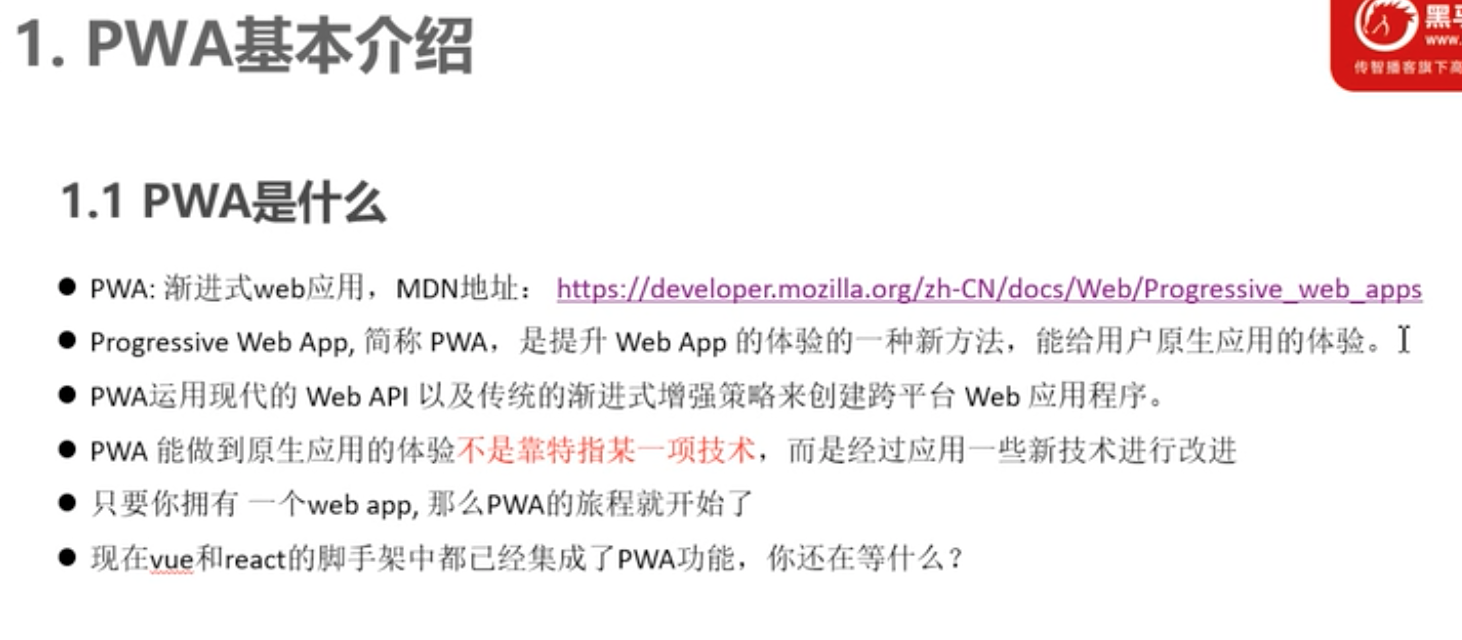 1. PWA基本介绍
黑
www.
传智播客旗下高
1.1 PWA是什么
● PWA: 渐进式web应用，MDN地址： https://developer.mozilla.org/zh-CN/docs/Web/Progressive_web_apps
● Progressive Web App, 简称 PWA，是提升 Web App 的体验的一种新方法，能给用户原生应用的体验。
● PWA运用现代的 Web API 以及传统的渐进式增强策略来创建跨平台 Web 应用程序。
● PWA 能做到原生应用的体验不是靠特指某一项技术，而是经过应用一些新技术进行改进
● 只要你拥有 一个web app, 那么PWA的旅程就开始了
● 现在vue和react的脚手架中都已经集成了PWA功能，你还在等什么？